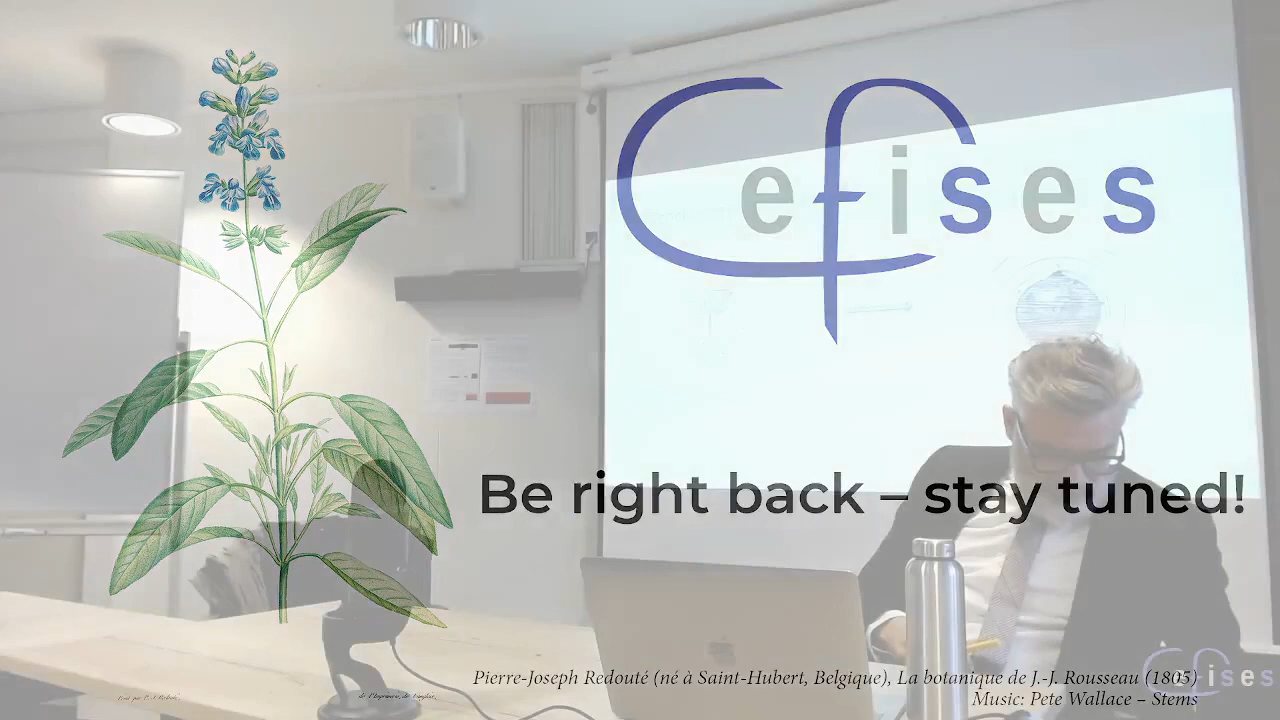 Cefises
Be right back – stay tuned!
Pierre-Joseph Redouté (né à Saint-Hubert, Belgique), La botanique de J.-J. Rousseau (1805)
Music: Pete Wallace – Stems
Cefises